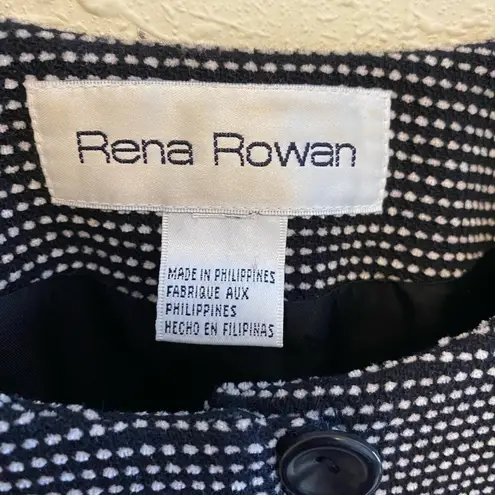 Rena Rowan
MADE IN PHILIPPINES
FABRIQUE AUX
PHILIPPINES
HECHO EN FILIPINAS